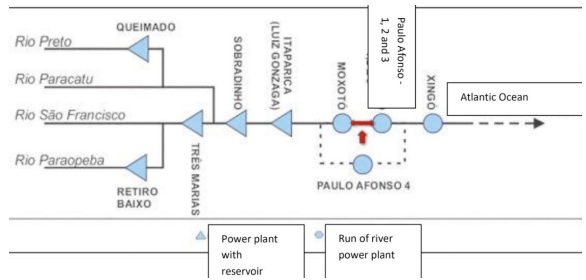 QUEIMADO
Rio Preto
Rio Paracatu
Rio São Francisco
Rio Paraopeba
RETIRO
BAIXO
TRÊS MARIAS
SOBRADINHO
ITAPARICA
(LUIZ GONZAGA)
MOXOTÓ
Paulo Afonso -
1, 2 and 3
XINGÓ
Atlantic Ocean
PAULO AFONSO 4
Power plant
with
reservoir
Run of river
power plant